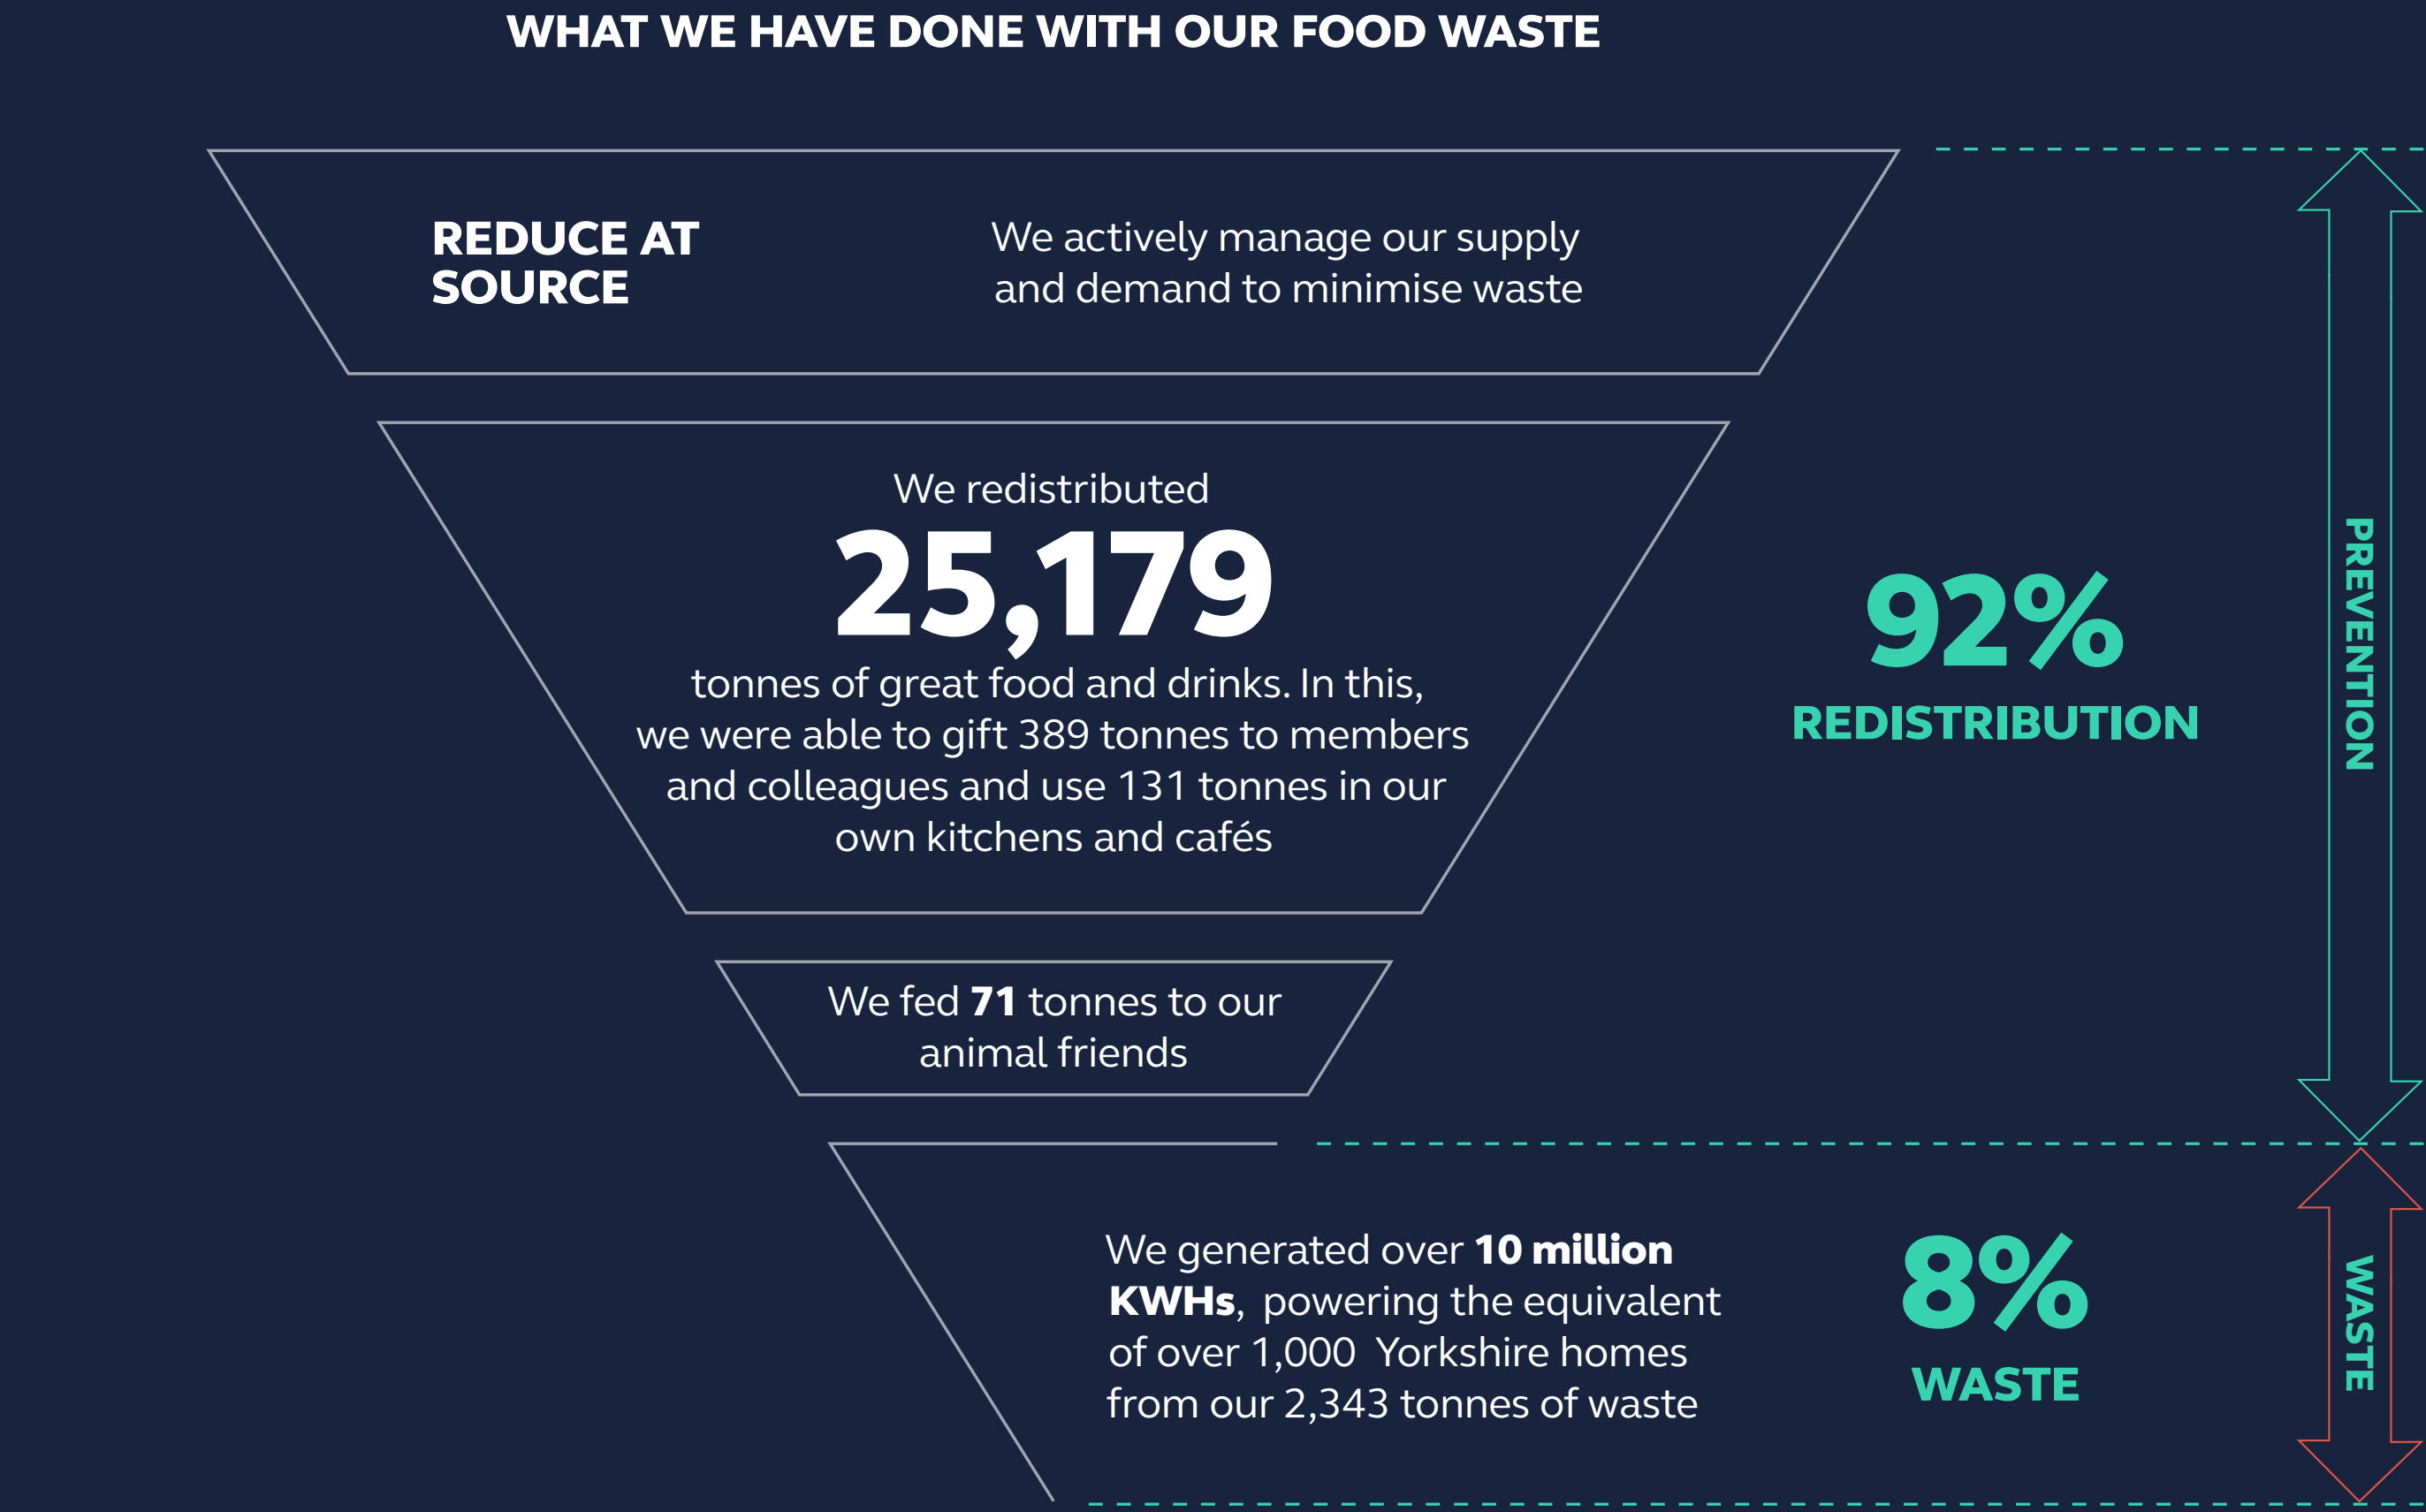 WHAT WE HAVE DONE WITH OUR FOOD WASTE
REDUCE AT
SOURCE
We actively manage our supply
and demand to minimise waste
We redistributed
25,179
tonnes of great food and drinks. In this,
we were able to gift 389 tonnes to members
and colleagues and use 131 tonnes in our
own kitchens and cafés
92%
REDISTRIBUTION
PREVENTION
We fed 71 tonnes to our
animal friends
We generated over 10 million
KWHs, powering the equivalent
of over 1,000 Yorkshire homes
from our 2,343 tonnes of waste
8%
WASTE
WASTE